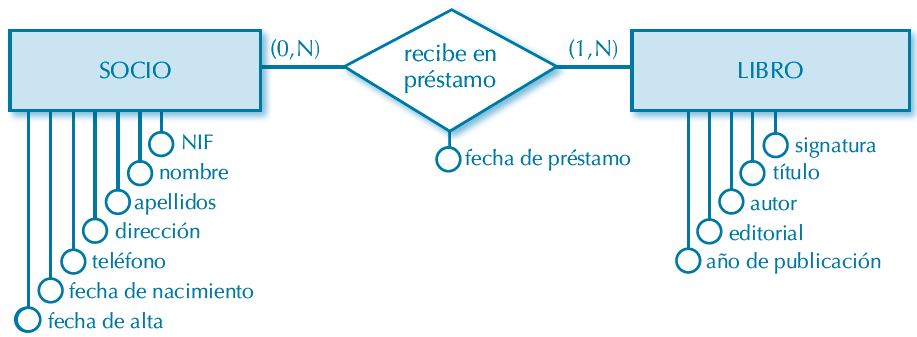 SOCIO
(0,N)
recibe en
préstamo
(1,N)
LIBRO
NIF
nombre
apellidos
dirección
teléfono
fecha de nacimiento
fecha de alta
fecha de préstamo
signatura
título
autor
editorial
año de publicación